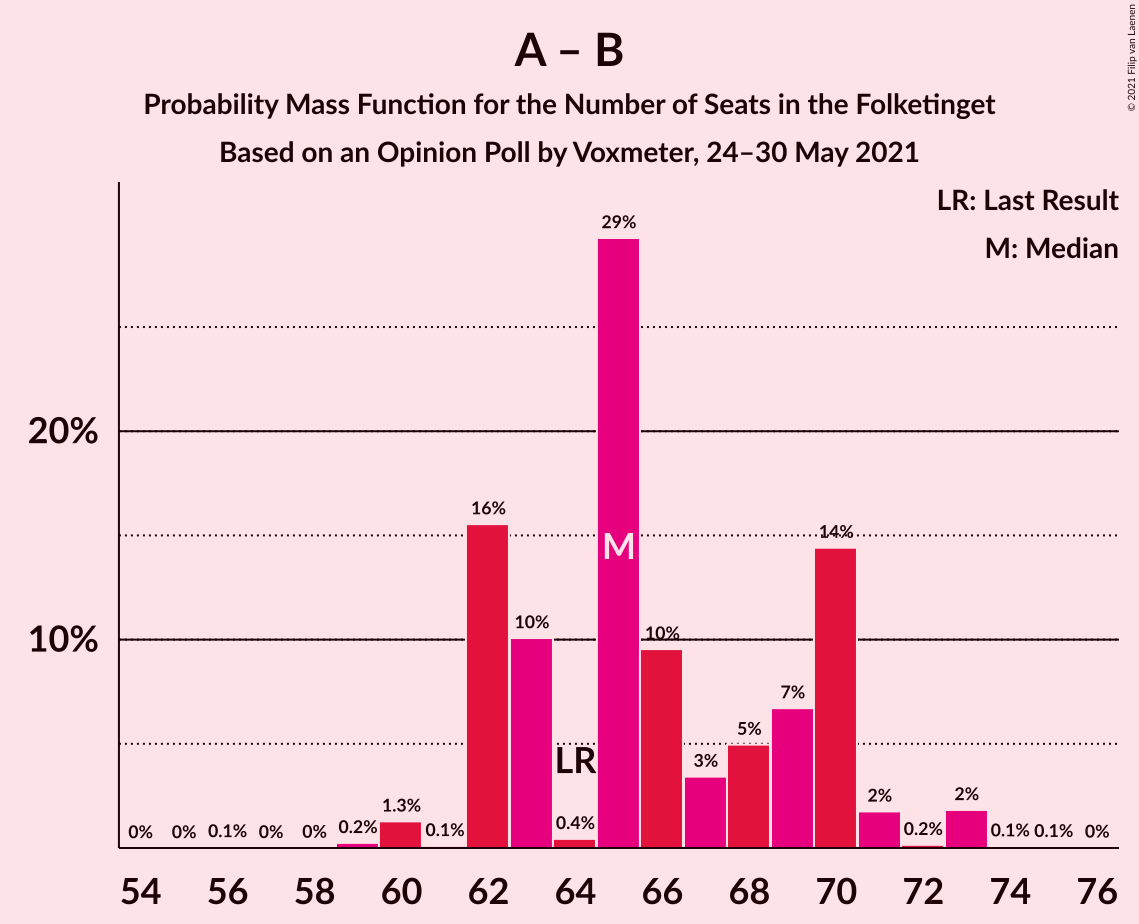 © 2021 Filip van Laenen
A – B
Probability Mass Function for the Number of Seats in the Folketinget
Based on an Opinion Poll by Voxmeter, 24–30 May 2021
LR: Last Result
M: Median
20%
10%
0% 0% 0.1% 0% 0% 0.2% 1.3% 0.1% 16% 10% 0.4% 29% 10% 3% 5% 7% 14% 2% 0.2% 2% 0.1% 0.1% 0%
LR
M
54 56 58 60 62 64 66 68 70 72 74 76